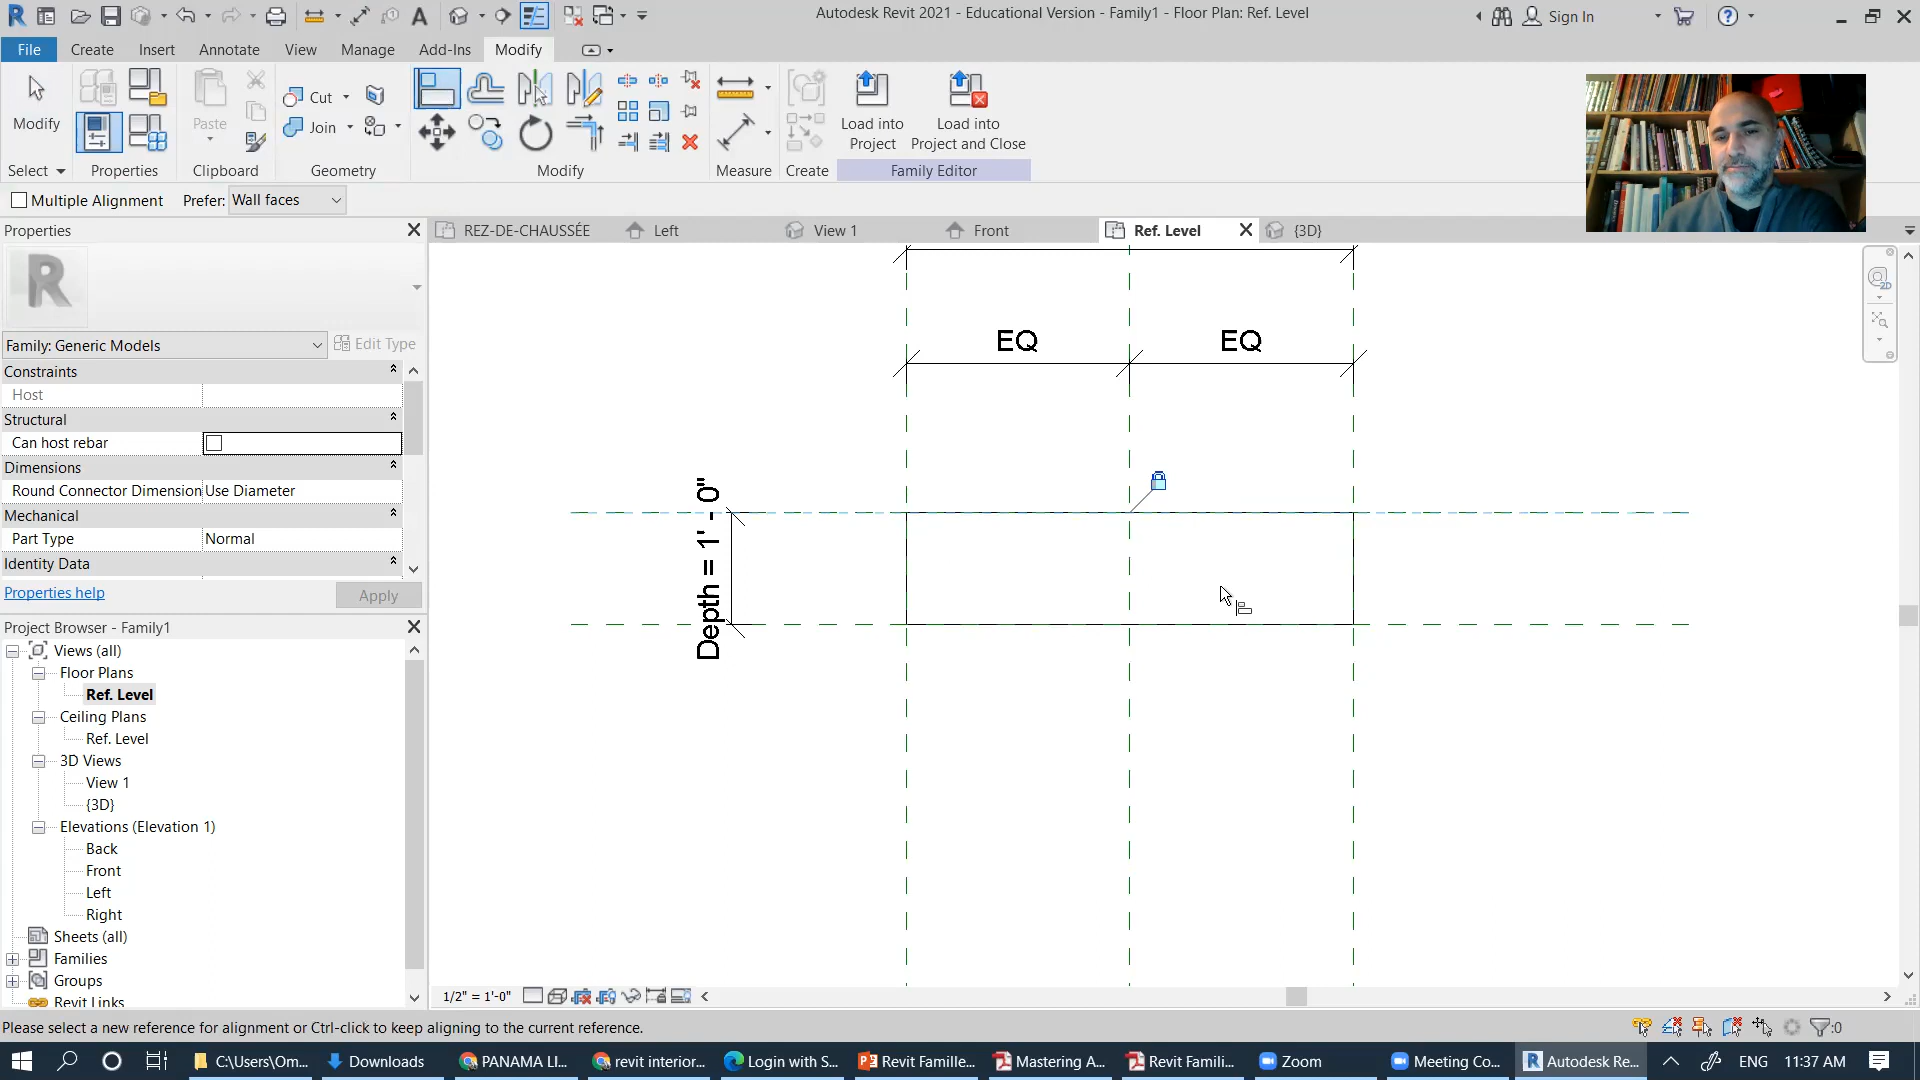 Autodesk Revit 2021 - Educational Version - Family1 - Floor Plan: Ref. Level
Sign In
File Create Insert Annotate View Manage Add-Ins Modify
Modify
Paste
Cut
Join
Load into Project
Load into Project and Close
Select Properties Clipboard Geometry Modify Measure Create Family Editor
Multiple Alignment Prefer: Wall faces
Properties
REZ-DE-CHAUSSÉE Left View 1 Front Ref. Level {3D}
R
2D
Family: Generic Models Edit Type
Constraints
Host
Structural
Can host rebar
Dimensions
Round Connector Dimension Use Diameter
Mechanical
Part Type Normal
Identity Data
Properties help Apply
EQ EQ
Depth = 1' - 0"
Project Browser - Family1
Views (all)
Floor Plans
Ref. Level
Ceiling Plans
Ref. Level
3D Views
View 1
{3D}
Elevations (Elevation 1)
Back
Front
Left
Right
Sheets (all)
Families
Groups
Revit Links
1/2" = 1'-0"
Please select a new reference for alignment or Ctrl-click to keep aligning to the current reference.
:0
C:\Users\Om... Downloads PANAMA LI... revit interior... Login with S... Revit Famille... Mastering A... Revit Famili... Zoom Meeting Co... Autodesk Re... ENG 11:37 AM